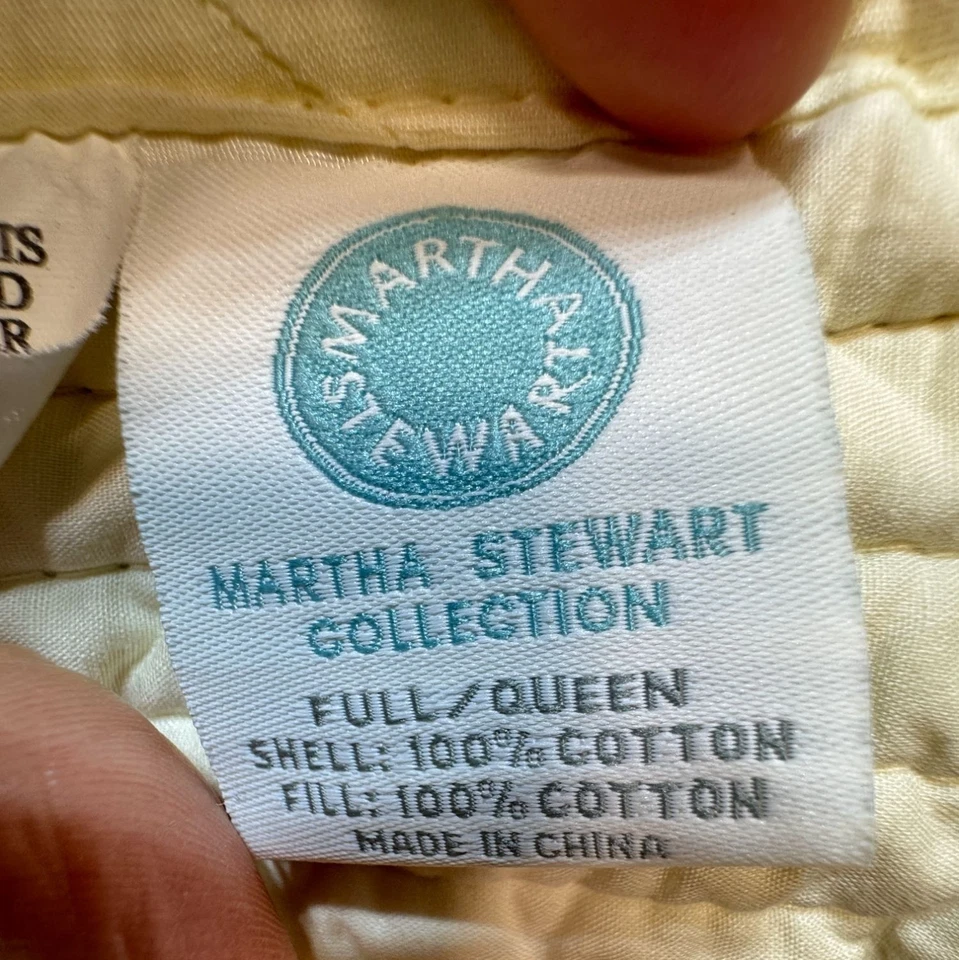 MARTHA
STEWART
MARTHA STEWART
COLLECTION
FULL/QUEEN
SHELL: 100% COTTON
FILL: 100% COTTON
MADE IN CHINA